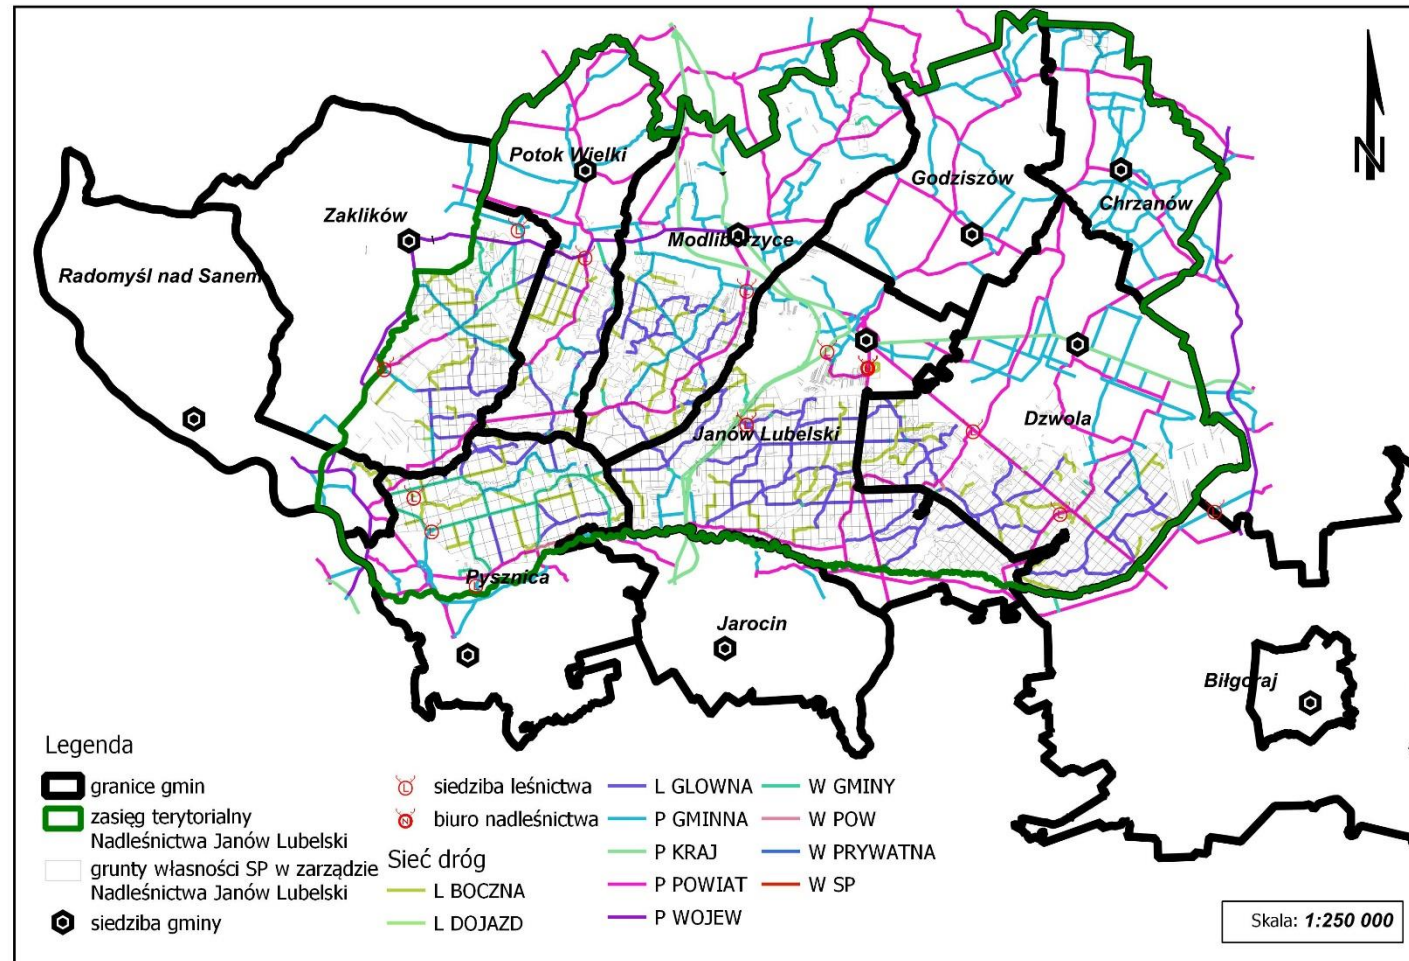 N
Potok Wielki
Godziszów
Chrzanów
Zaklików
Modliborzyce
Radomyśl nad Sanem
Janów Lubelski
Dzwola
Pysznica
Jarocin
Biłgoraj
Legenda
granice gmin
zasięg terytorialny
Nadleśnictwa Janów Lubelski
grunty własności SP w zarządzie
Nadleśnictwa Janów Lubelski
siedziba gminy
L siedziba leśnictwa
N biuro nadleśnictwa
Sieć dróg
L BOCZNA
L DOJAZD
L GLOWNA
P GMINNA
P KRAJ
P POWIAT
P WOJEW
W GMINY
W POW
W PRYWATNA
W SP
Skala: 1:250 000